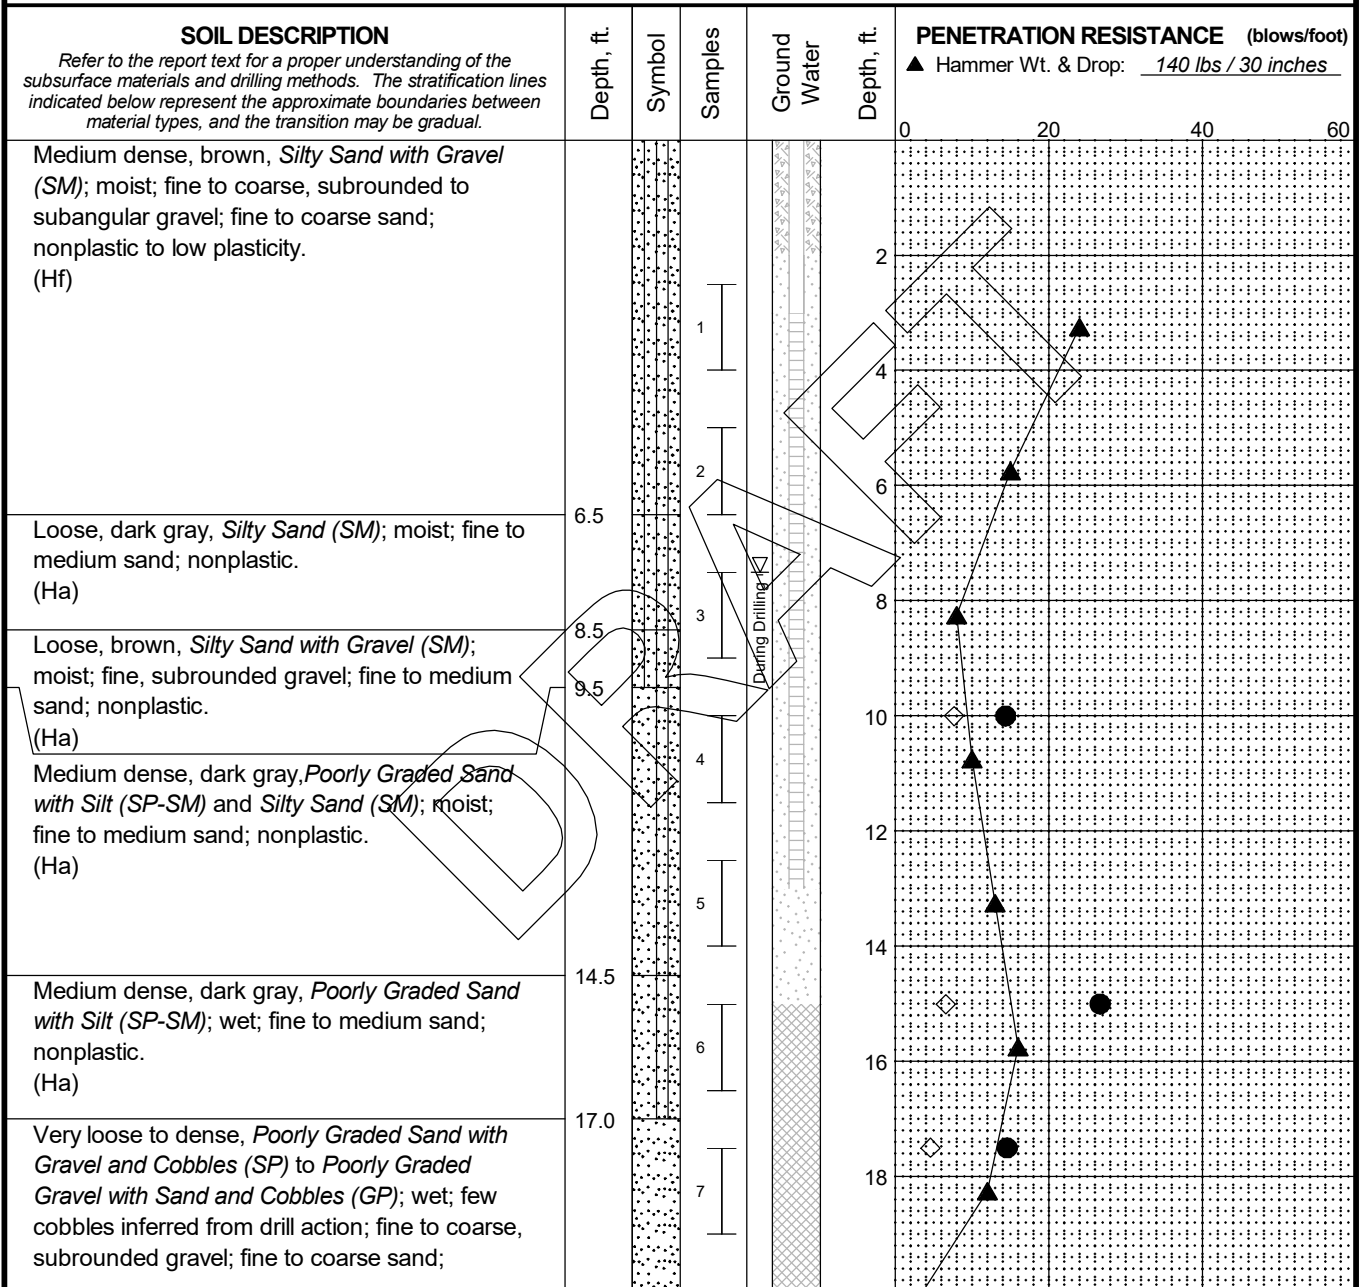 SOIL DESCRIPTION
Refer to the report text for a proper understanding of the
subsurface materials and drilling methods. The stratification lines
indicated below represent the approximate boundaries between
material types, and the transition may be gradual.
Depth, ft.
Symbol
Samples
Ground
Water
Depth, ft.
PENETRATION RESISTANCE (blows/foot)
▲ Hammer Wt. & Drop: 140 lbs / 30 inches
0 20 40 60
Medium dense, brown, Silty Sand with Gravel
(SM); moist; fine to coarse, subrounded to
subangular gravel; fine to coarse sand;
nonplastic to low plasticity.
(Hf)
6.5
Loose, dark gray, Silty Sand (SM); moist; fine to
medium sand; nonplastic.
(Ha)
8.5
Loose, brown, Silty Sand with Gravel (SM);
moist; fine, subrounded gravel; fine to medium
sand; nonplastic.
(Ha)
9.5
Medium dense, dark gray,Poorly Graded Sand
with Silt (SP-SM) and Silty Sand (SM); moist;
fine to medium sand; nonplastic.
(Ha)
14.5
Medium dense, dark gray, Poorly Graded Sand
with Silt (SP-SM); wet; fine to medium sand;
nonplastic.
(Ha)
17.0
Very loose to dense, Poorly Graded Sand with
Gravel and Cobbles (SP) to Poorly Graded
Gravel with Sand and Cobbles (GP); wet; few
cobbles inferred from drill action; fine to coarse,
subrounded gravel; fine to coarse sand;
1
2
3
4
5
6
7
During Drilling
2
4
6
8
10
12
14
16
18
DRAFT